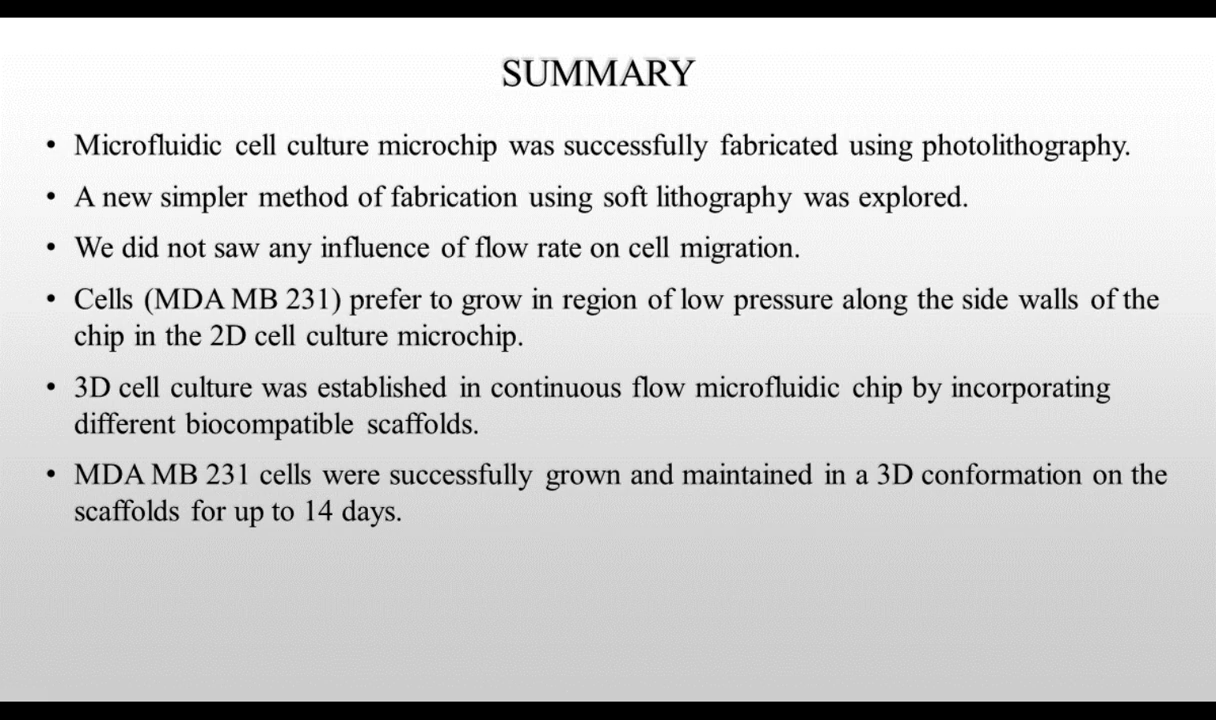 SUMMARY
• Microfluidic cell culture microchip was successfully fabricated using photolithography.
• A new simpler method of fabrication using soft lithography was explored.
• We did not saw any influence of flow rate on cell migration.
• Cells (MDA MB 231) prefer to grow in region of low pressure along the side walls of the
chip in the 2D cell culture microchip.
• 3D cell culture was established in continuous flow microfluidic chip by incorporating
different biocompatible scaffolds.
• MDA MB 231 cells were successfully grown and maintained in a 3D conformation on the
scaffolds for up to 14 days.